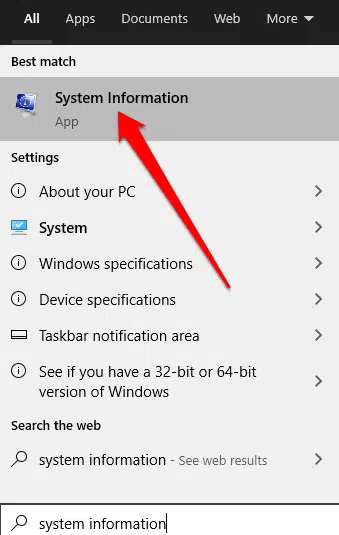 All Apps Documents Web More
Best match
System Information
App
Settings
About your PC
System
Windows specifications
Device specifications
Taskbar notification area
See if you have a 32-bit or 64-bit
version of Windows
Search the web
system information - See web results
system information